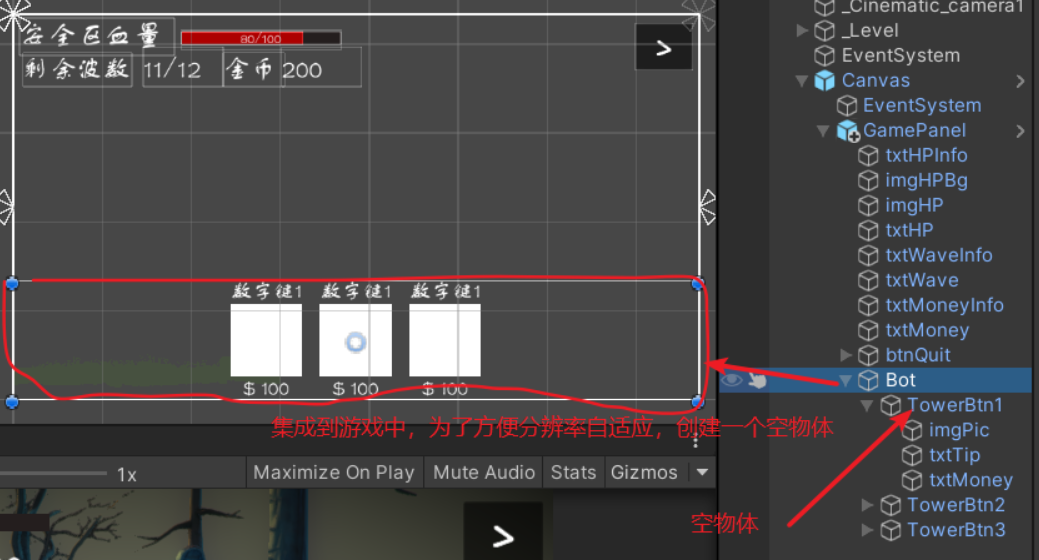 安全区血量
80/100
剩余波数 11/12 金币 200
>
数字键1 数字键1 数字键1
$ 100 $ 100 $ 100
集成到游戏中，为了方便分辨率自适应，创建一个空物体
1x
Maximize On Play Mute Audio Stats Gizmos
>
空物体
_Cinematic_camera1
_Level
EventSystem
Canvas
EventSystem
GamePanel
txtHPInfo
imgHPBg
imgHP
txtHP
txtWaveInfo
txtWave
txtMoneyInfo
txtMoney
btnQuit
Bot
TowerBtn1
imgPic
txtTip
txtMoney
TowerBtn2
TowerBtn3